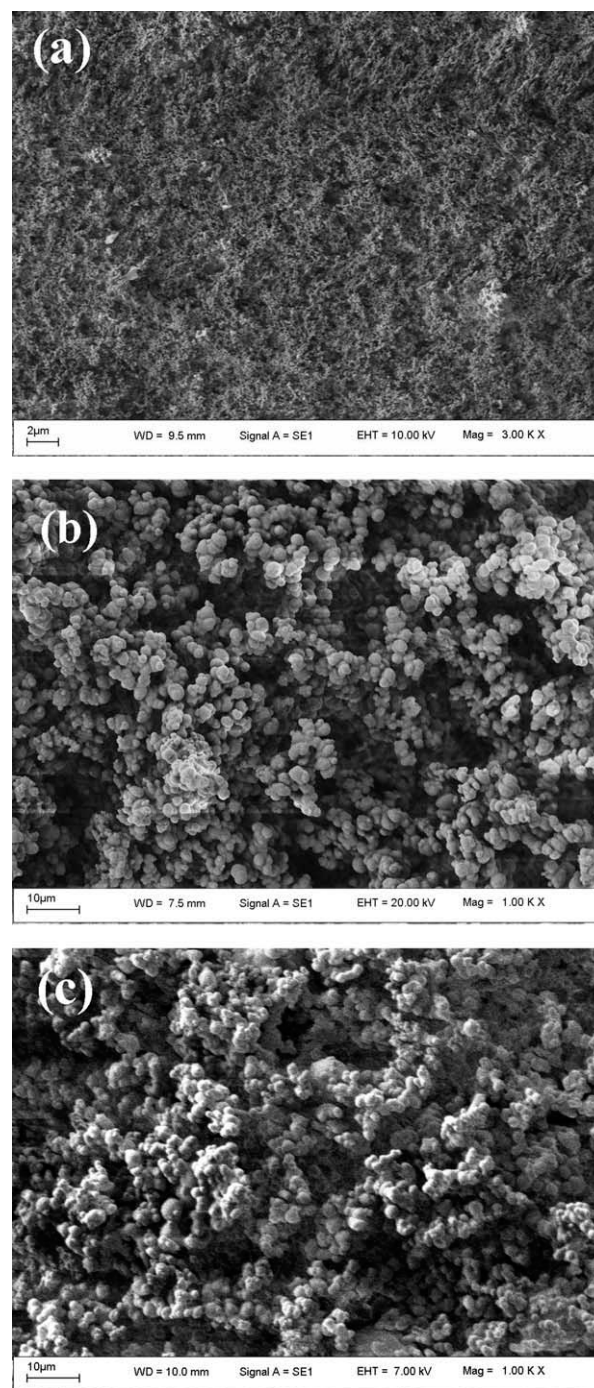 (a)
2µm WD = 9.5 mm Signal A = SE1 EHT = 10.00 kV Mag = 3.00 K X
(b)
10µm WD = 7.5 mm Signal A = SE1 EHT = 20.00 kV Mag = 1.00 K X
(c)
10µm WD = 10.0 mm Signal A = SE1 EHT = 7.00 kV Mag = 1.00 K X